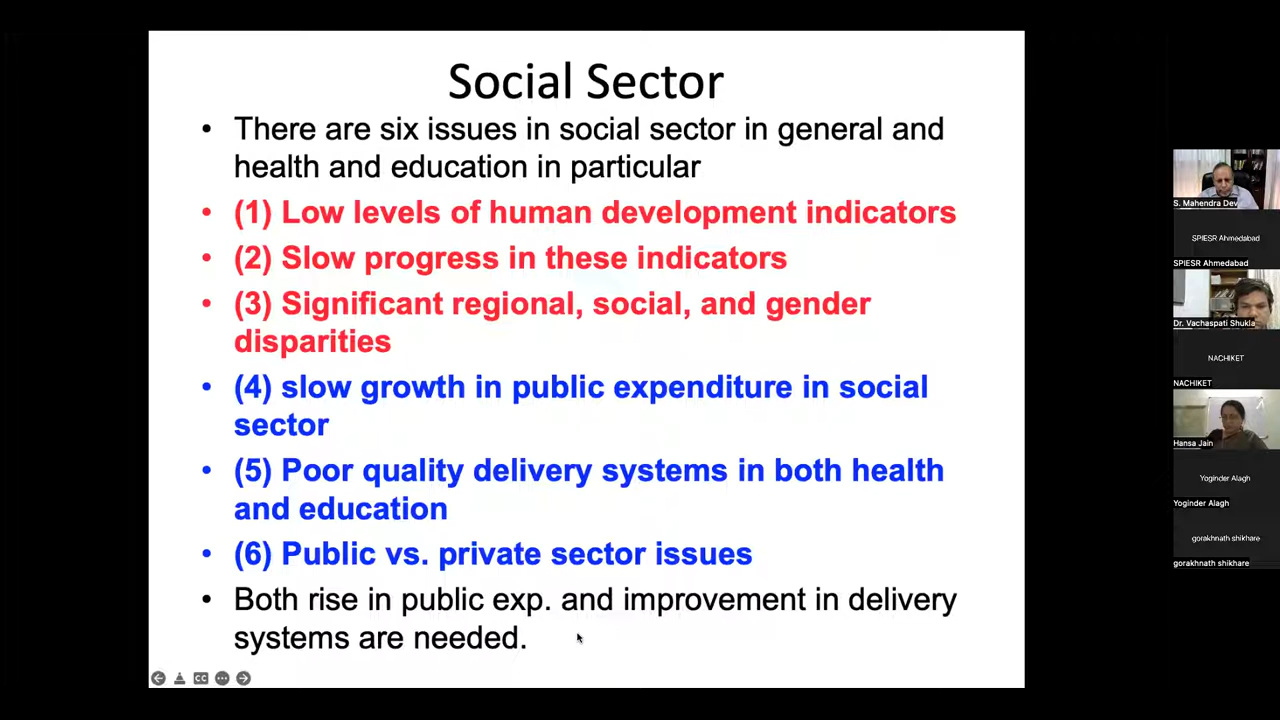 Social Sector
• There are six issues in social sector in general and
health and education in particular
• (1) Low levels of human development indicators
• (2) Slow progress in these indicators
• (3) Significant regional, social, and gender
disparities
• (4) slow growth in public expenditure in social
sector
• (5) Poor quality delivery systems in both health
and education
• (6) Public vs. private sector issues
• Both rise in public exp. and improvement in delivery
systems are needed.
CC
S. Mahendra Dev
SPIESR Ahmedabad
SPIESR Ahmedabad
Dr. Vachaspati Shukla
NACHIKET
NACHIKET
Hansa Jain
Yoginder Alagh
Yoginder Alagh
gorakhnath shikhare
gorakhnath shikhare